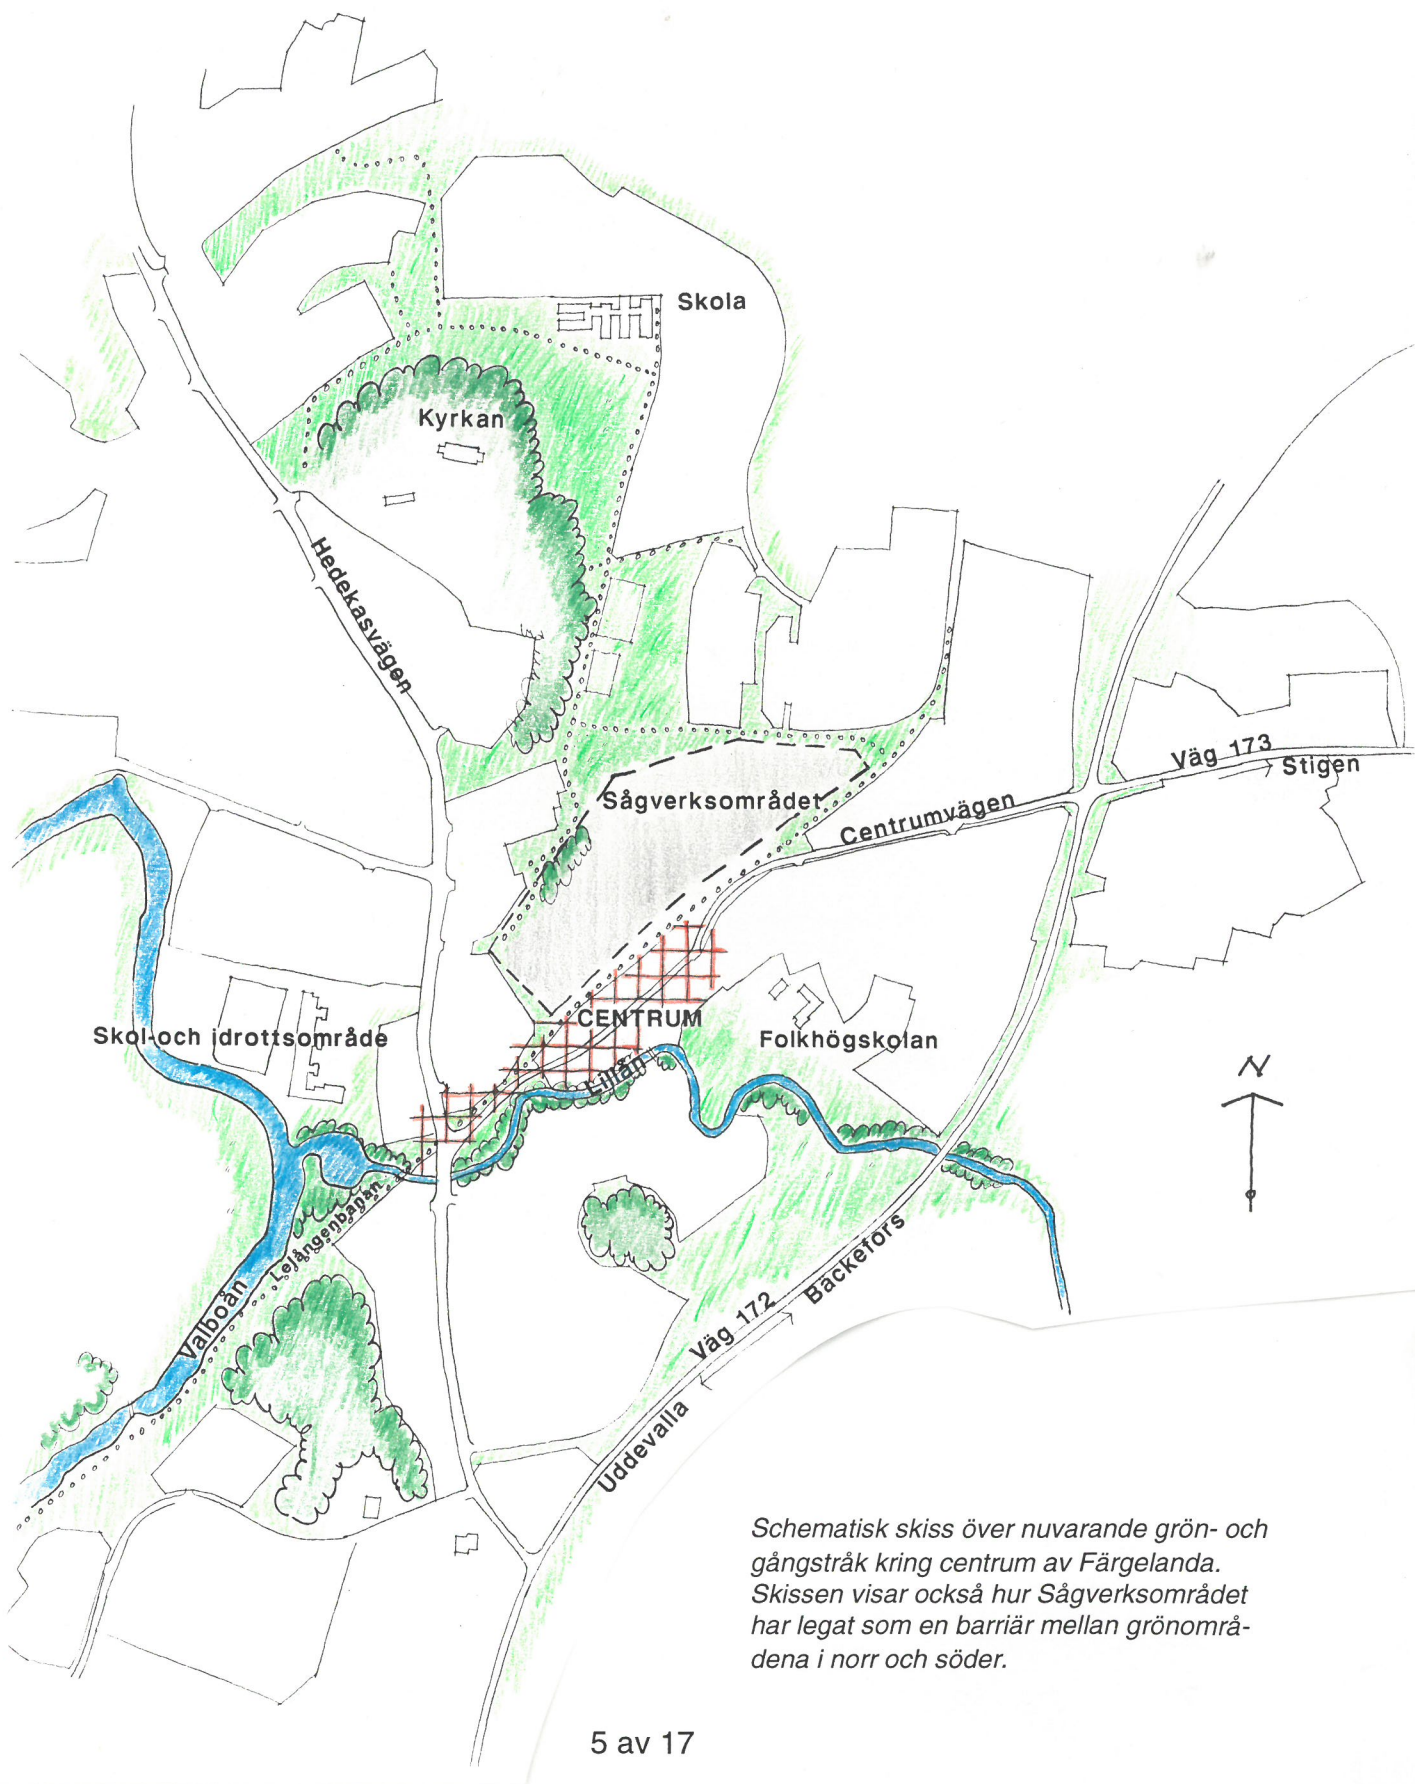 Skola
Kyrkan
Hedekasvägen
Väg 173
Stigen
Sågverksområdet
Centrumvägen
CENTRUM
Skol-och idrottsområde
Folkhögskolan
Lillån
N
Lelångenbanan
Valboån
Bäckefors
Väg 172
Uddevalla
Schematisk skiss över nuvarande grön- och
gångstråk kring centrum av Färgelanda.
Skissen visar också hur Sågverksområdet
har legat som en barriär mellan grönområ-
dena i norr och söder.
5 av 17